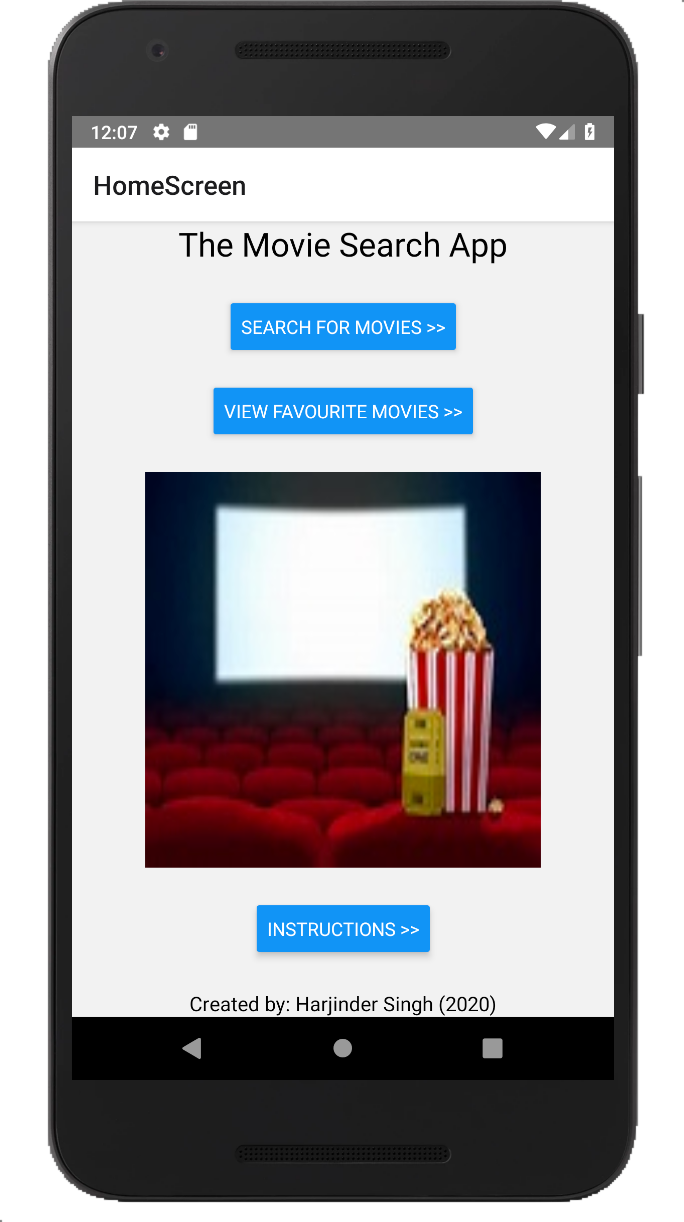 12:07
HomeScreen
The Movie Search App
SEARCH FOR MOVIES >>
VIEW FAVOURITE MOVIES >>
INSTRUCTIONS >>
Created by: Harjinder Singh (2020)